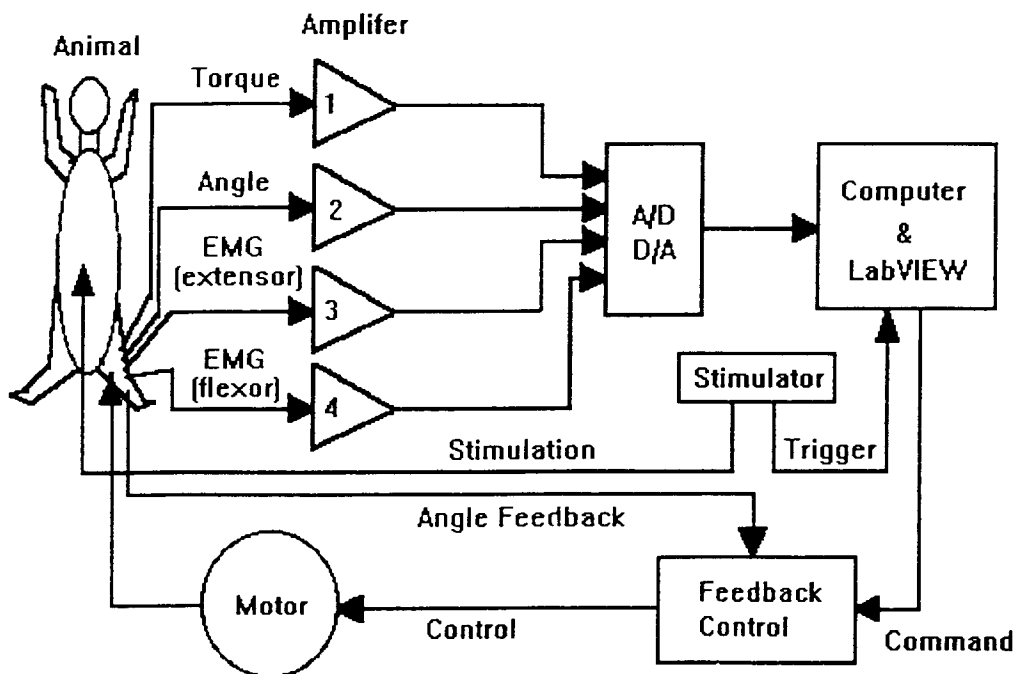 Amplifer
Animal
Torque
1
Angle
2
EMG
(extensor)
3
EMG
(flexor)
4
A/D
D/A
Computer
&
LabVIEW
Stimulator
Stimulation
Trigger
Angle Feedback
Motor
Control
Feedback
Control
Command